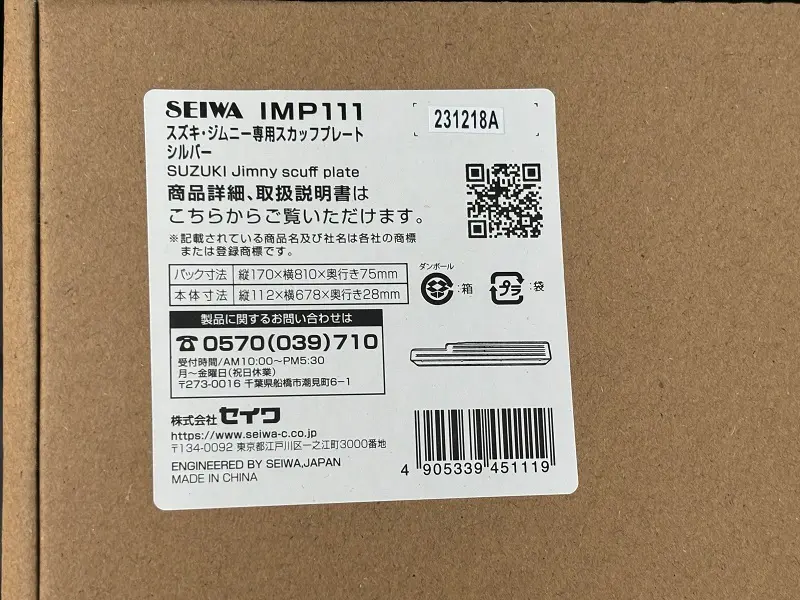 SEIWA IMP111
231218A
スズキ・ジムニー専用スカッフプレート
シルバー
SUZUKI Jimny scuff plate
商品詳細、取扱説明書は
こちらからご覧いただけます。
※記載されている商品名及び社名は各社の商標
または登録商標です。
パック寸法 縦170×横810×奥行き75mm
本体寸法 縦112×横678×奥行き28mm
ダンボール
:箱
プラ :袋
製品に関するお問い合わせは
☎0570(039)710
受付時間/AM10:00〜PM5:30
月〜金曜日(祝日休業)
〒273-0016 千葉県船橋市潮見町6-1
株式会社セイワ
https://www.seiwa-c.co.jp
〒134-0092 東京都江戸川区一之江町3000番地
ENGINEERED BY SEIWA,JAPAN
MADE IN CHINA
4 905339 451119